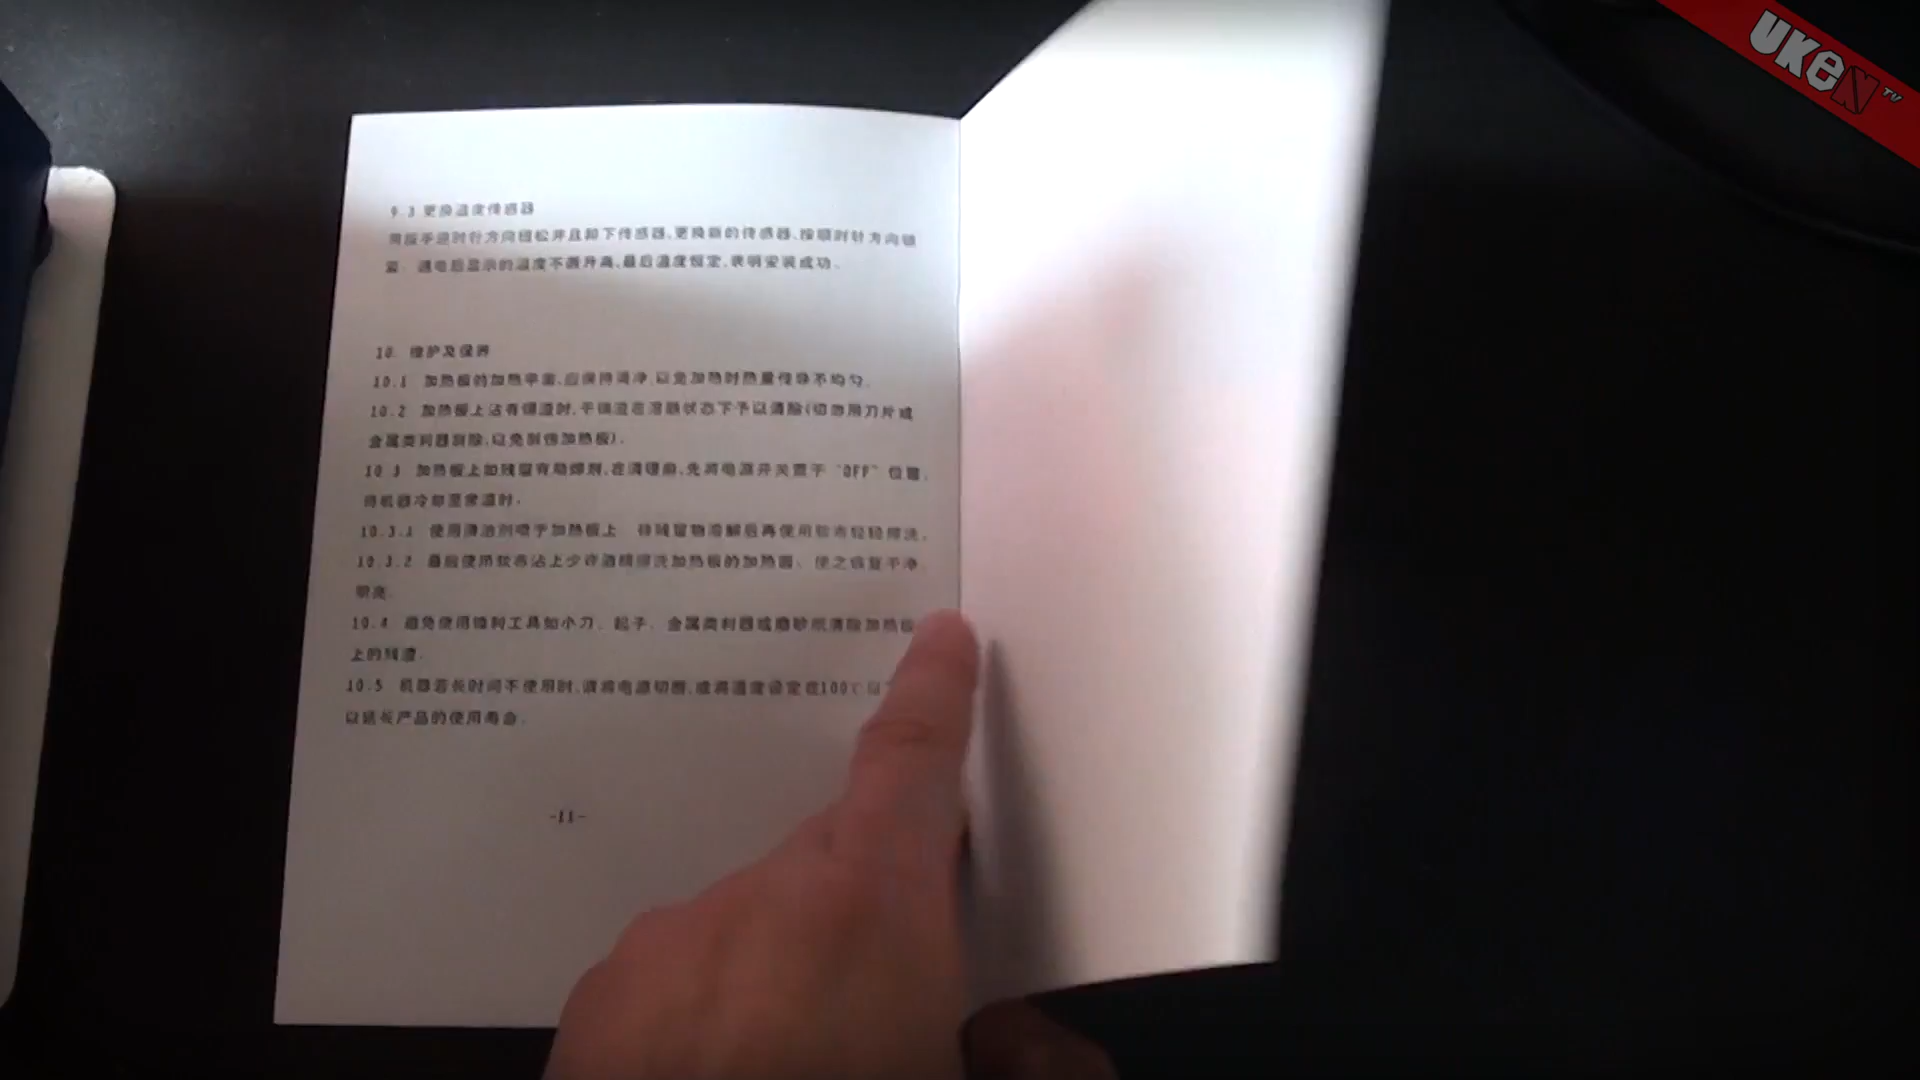 9.3 更换温度传感器
用扳手逆时针方向扭松并且卸下传感器,更换新的传感器,按顺时针方向锁
紧. 通电后显示的温度不断升高,最后温度恒定,表明安装成功.
10. 维护及保养
10.1 加热板的加热平面,应保持清净,以免加热时热量传导不均匀.
10.2 加热板上沾有锡渣时,于锡渣在溶融状态下予以清除(切勿用刀片或
金属类利器刮除,以免刮伤加热板).
10.3 加热板上如残留有助焊剂,在清理前,先将电源开关置于“OFF”位置,
待机器冷却至常温时.
10.3.1 使用清洁剂喷于加热板上 待残留物溶解后再使用软布轻轻擦洗.
10.3.2 最后使用软布沾上少许酒精擦洗加热板的加热面、使之恢复干净
明亮.
10.4 避免使用锋利工具如小刀、起子、金属类利器或磨砂纸清除加热板
上的残渣.
10.5 机器若长时间不使用时,请将电源切断,或将温度设定在100℃以下
以延长产品的使用寿命.
-11-
UKeN TV